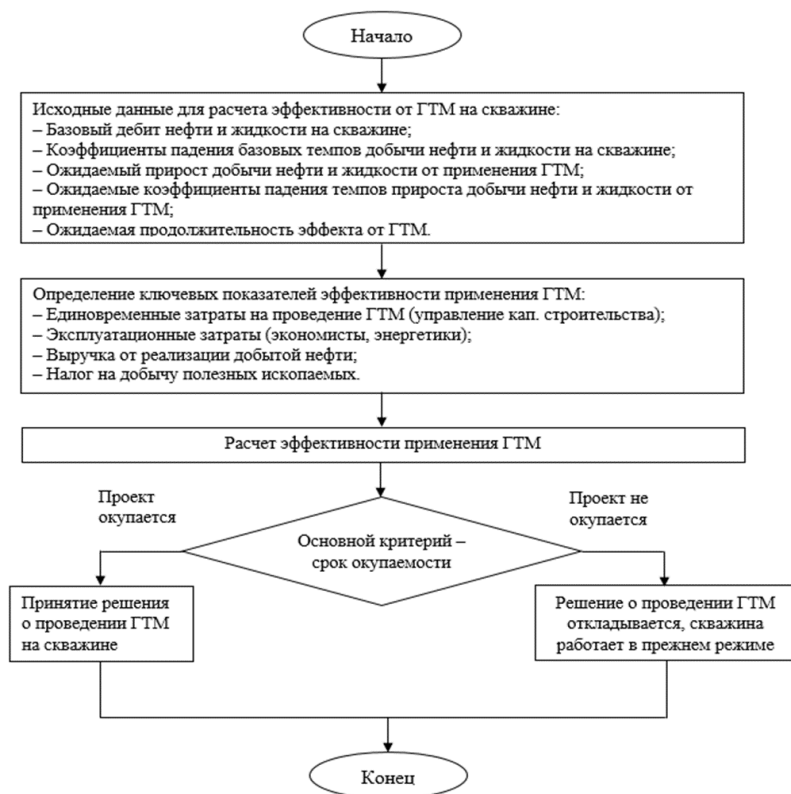 Начало
Исходные данные для расчета эффективности от ГТМ на скважине:
– Базовый дебит нефти и жидкости на скважине;
– Коэффициенты падения базовых темпов добычи нефти и жидкости на скважине;
– Ожидаемый прирост добычи нефти и жидкости от применения ГТМ;
– Ожидаемые коэффициенты падения темпов прироста добычи нефти и жидкости от
применения ГТМ;
– Ожидаемая продолжительность эффекта от ГТМ.
Определение ключевых показателей эффективности применения ГТМ:
– Единовременные затраты на проведение ГТМ (управление кап. строительства);
– Эксплуатационные затраты (экономисты, энергетики);
– Выручка от реализации добытой нефти;
– Налог на добычу полезных ископаемых.
Расчет эффективности применения ГТМ
Проект
окупается
Проект не
окупается
Основной критерий –
срок окупаемости
Принятие решения
о проведении ГТМ
на скважине
Решение о проведении ГТМ
откладывается, скважина
работает в прежнем режиме
Конец